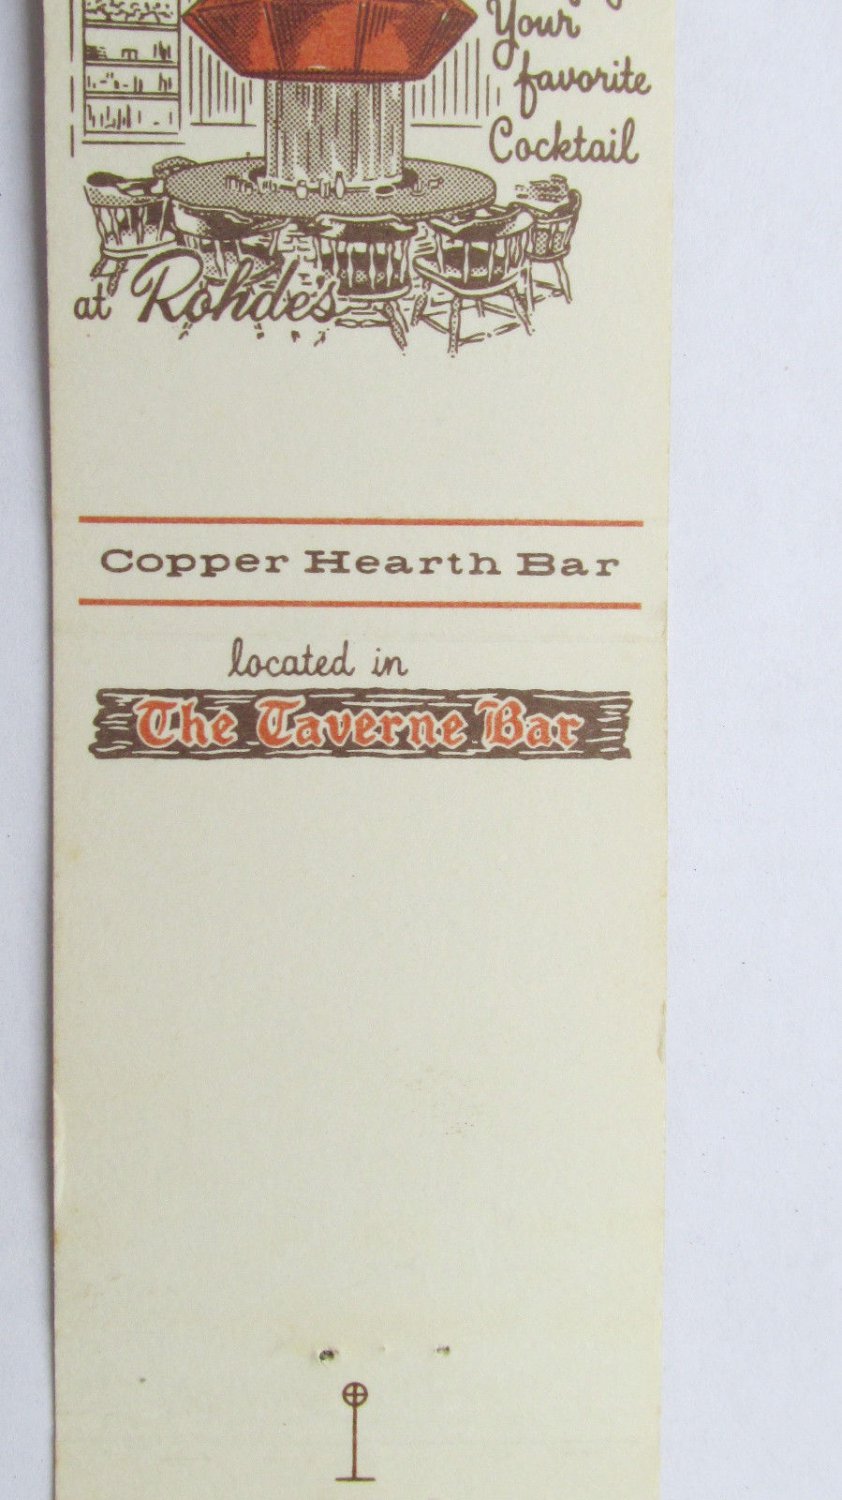 Your
favorite
Cocktail
at Rohde's
Copper Hearth Bar
located in
The Taverne Bar